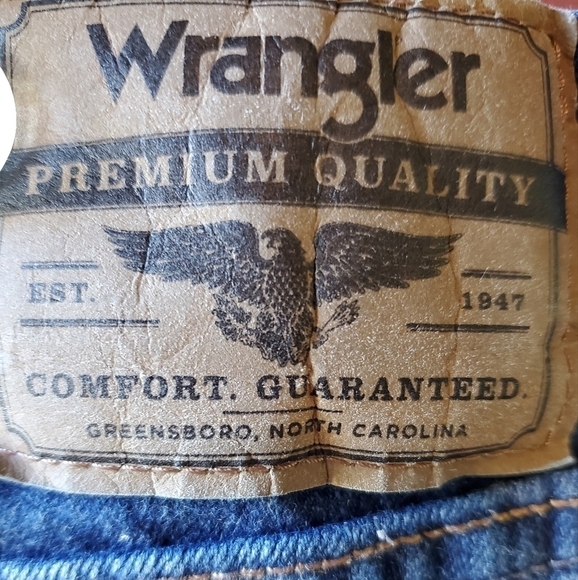 Wrangler
PREMIUM QUALITY
EST. 1947
COMFORT. GUARANTEED.
GREENSBORO, NORTH CAROLINA